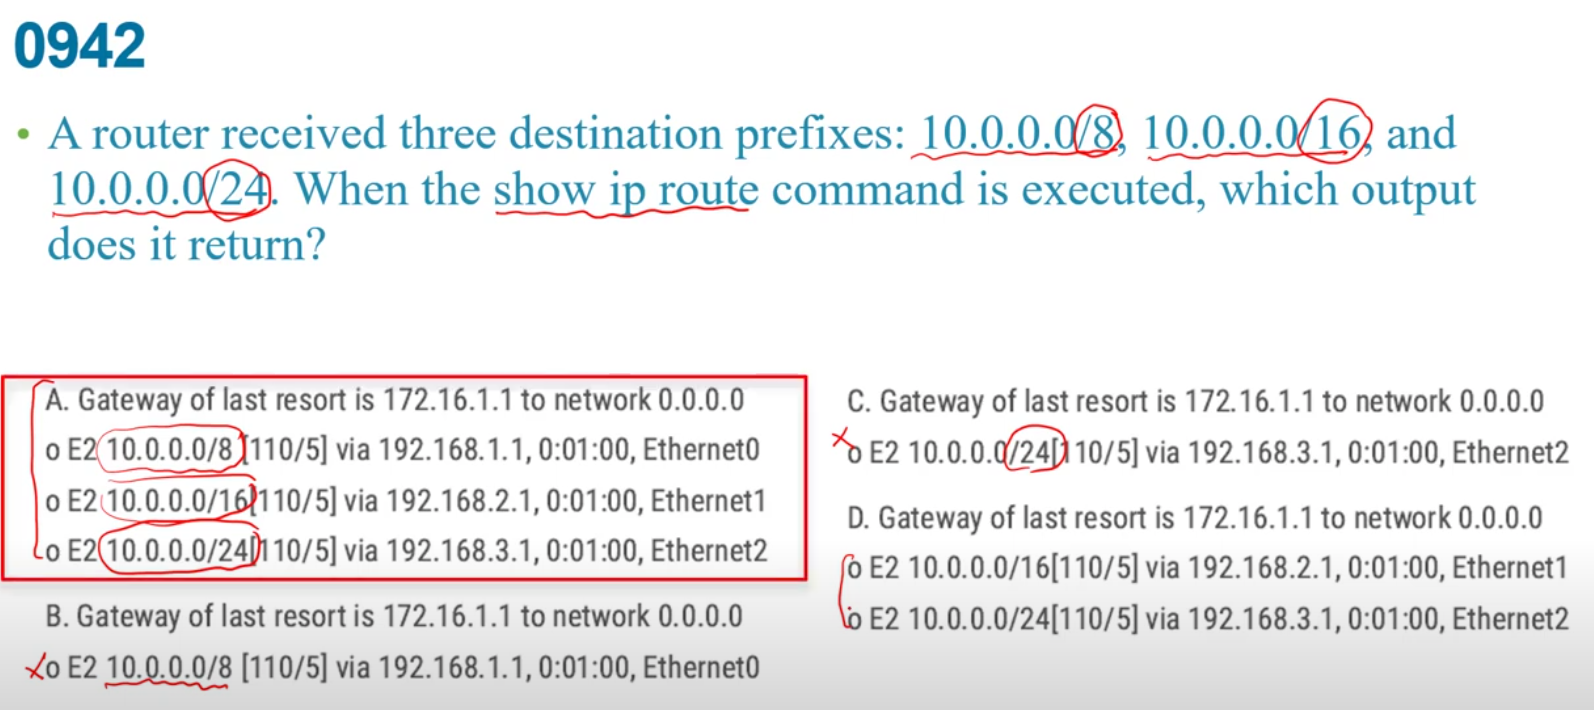 0942
• A router received three destination prefixes: 10.0.0.0/8, 10.0.0.0/16, and
10.0.0.0/24. When the show ip route command is executed, which output
does it return?
A. Gateway of last resort is 172.16.1.1 to network 0.0.0.0
o E2 10.0.0.0/8 [110/5] via 192.168.1.1, 0:01:00, Ethernet0
o E2 10.0.0.0/16[110/5] via 192.168.2.1, 0:01:00, Ethernet1
o E2 10.0.0.0/24[110/5] via 192.168.3.1, 0:01:00, Ethernet2
B. Gateway of last resort is 172.16.1.1 to network 0.0.0.0
o E2 10.0.0.0/8 [110/5] via 192.168.1.1, 0:01:00, Ethernet0
C. Gateway of last resort is 172.16.1.1 to network 0.0.0.0
o E2 10.0.0.0/24[110/5] via 192.168.3.1, 0:01:00, Ethernet2
D. Gateway of last resort is 172.16.1.1 to network 0.0.0.0
o E2 10.0.0.0/16[110/5] via 192.168.2.1, 0:01:00, Ethernet1
o E2 10.0.0.0/24[110/5] via 192.168.3.1, 0:01:00, Ethernet2